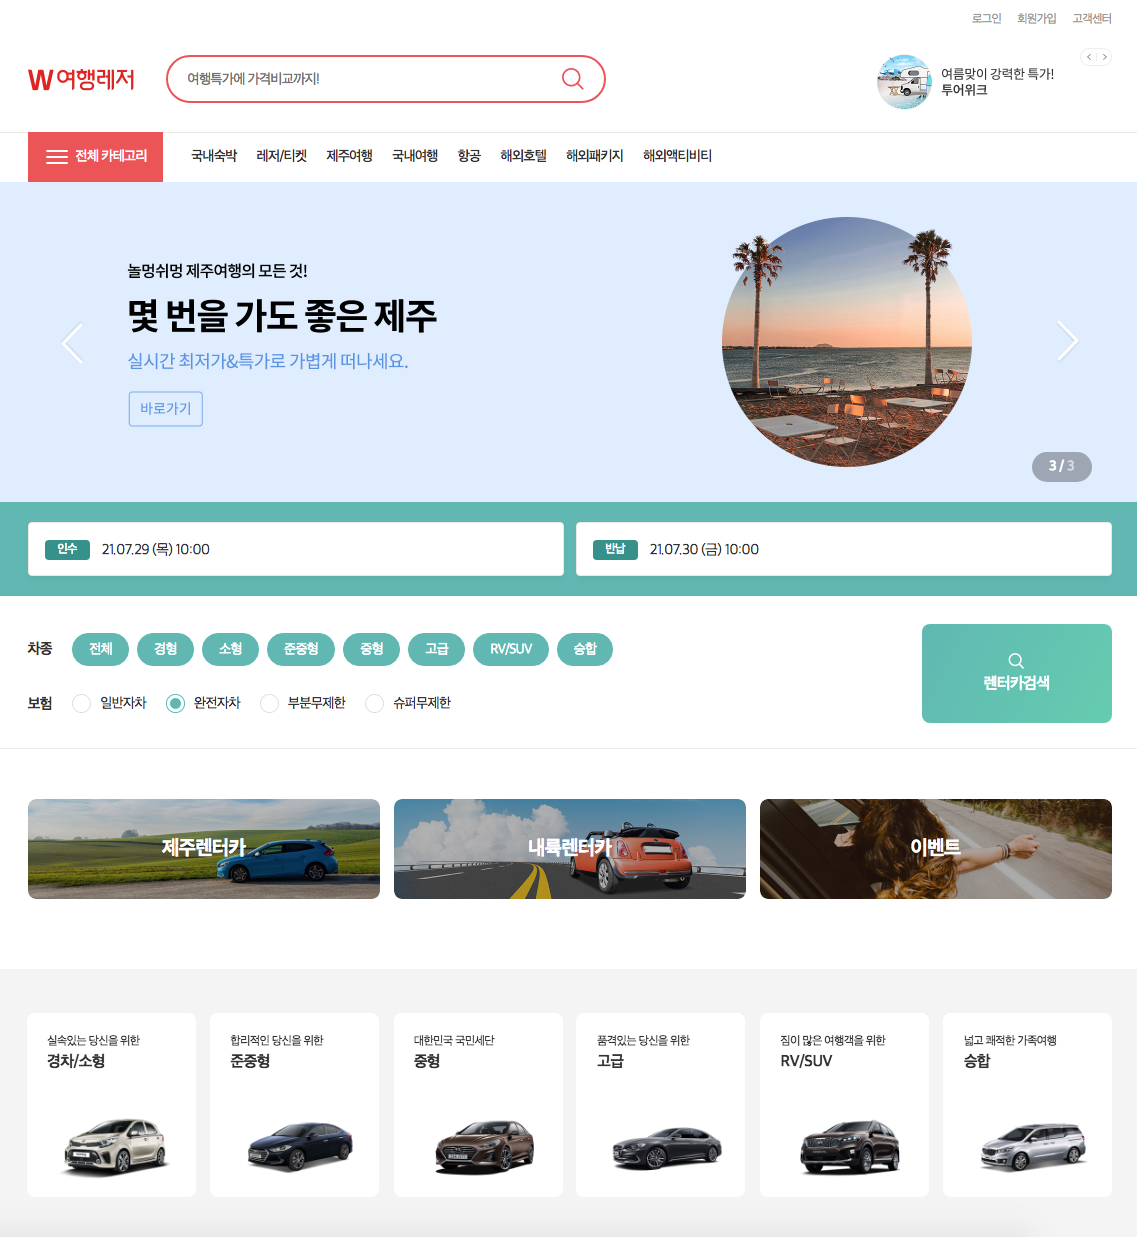 로그인 회원가입 고객센터
W 여행레저
여행특가에 가격비교까지!
여름맞이 강력한 특가!
투어위크
전체 카테고리 국내숙박 레저/티켓 제주여행 국내여행 항공 해외호텔 해외패키지 해외액티비티
놀멍쉬멍 제주여행의 모든 것!
몇 번을 가도 좋은 제주
실시간 최저가&특가로 가볍게 떠나세요.
바로가기
3 / 3
인수 21.07.29 (목) 10:00 반납 21.07.30 (금) 10:00
차종 전체 경형 소형 준중형 중형 고급 RV/SUV 승합
렌터카검색
보험 일반자차 완전자차 부분무제한 슈퍼무제한
제주렌터카 내륙렌터카 이벤트
실속있는 당신을 위한
경차/소형
합리적인 당신을 위한
준중형
대한민국 국민세단
중형
품격있는 당신을 위한
고급
짐이 많은 여행객을 위한
RV/SUV
넓고 쾌적한 가족여행
승합